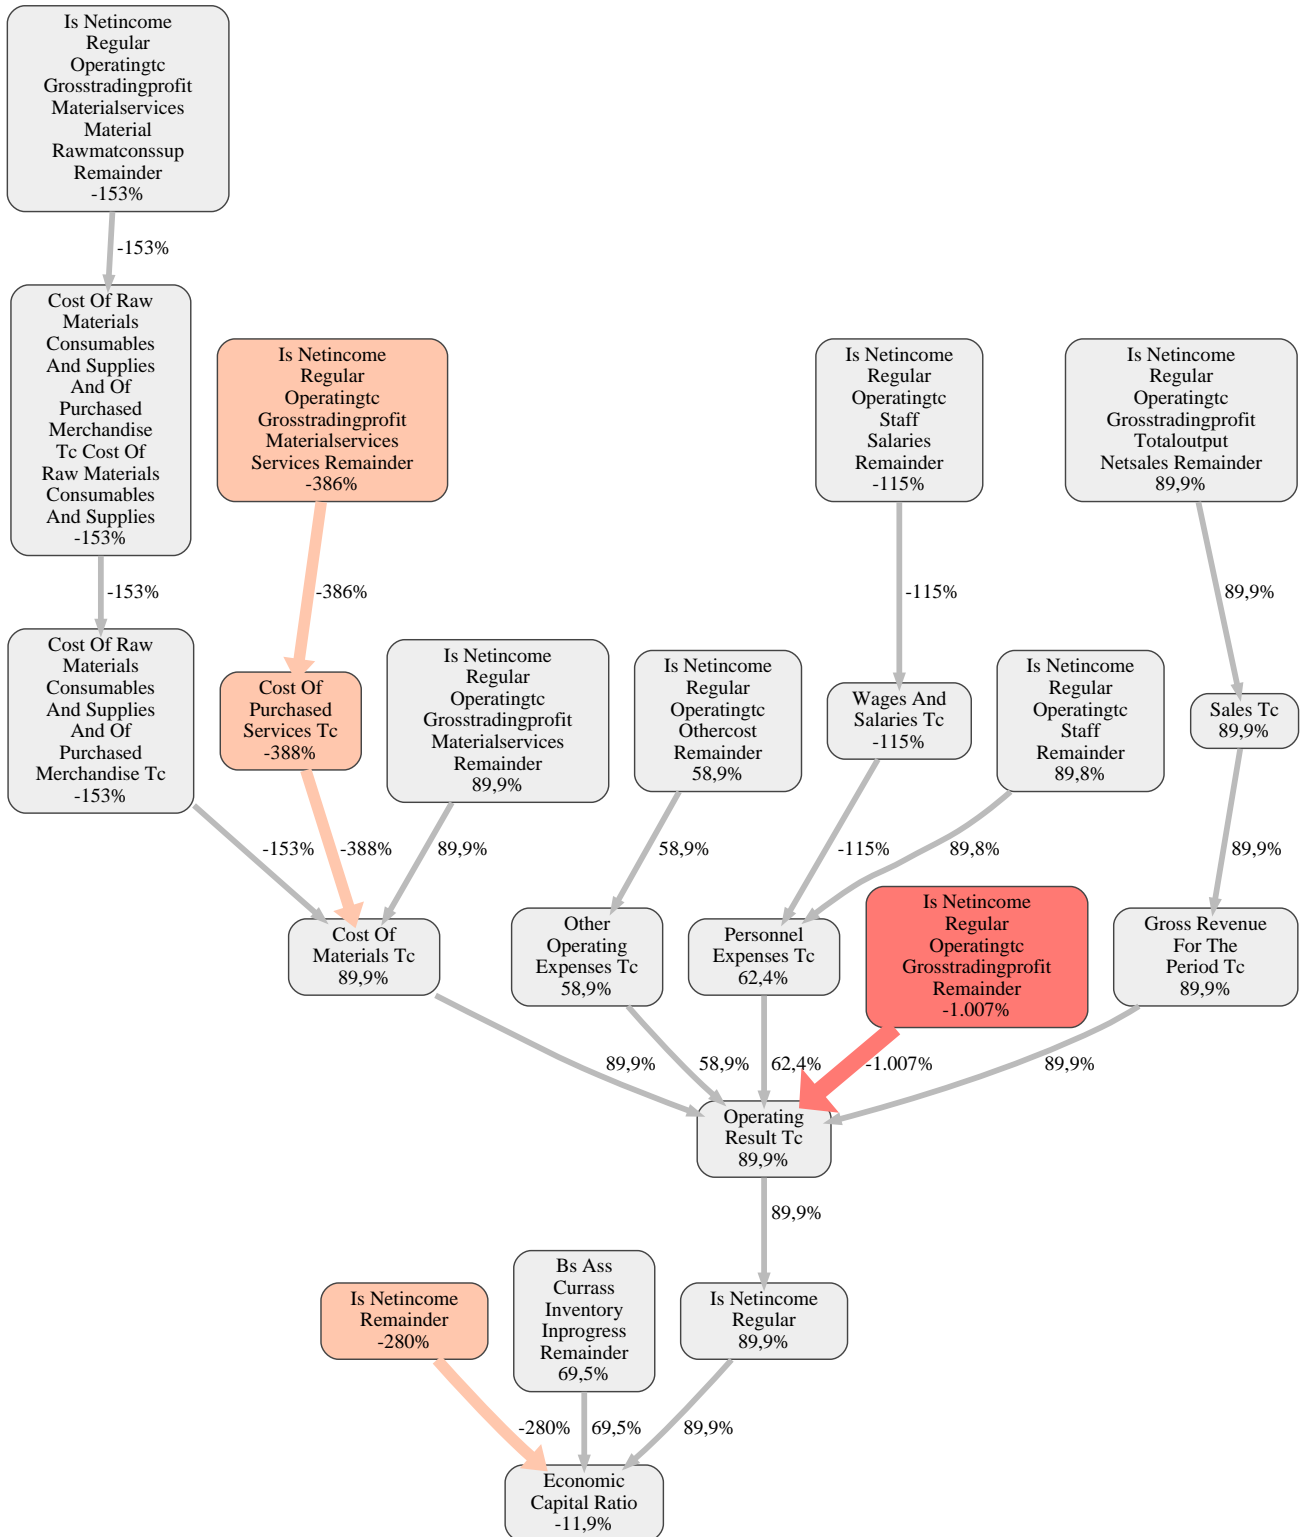 Is Netincome
Regular
Operatingtc
Grosstradingprofit
Materialservices
Material
Rawmatconssup
Remainder
-153%
-153%
Cost Of Raw
Materials
Consumables
And Supplies
And Of
Purchased
Merchandise
Tc Cost Of
Raw Materials
Consumables
And Supplies
-153%
Is Netincome
Regular
Operatingtc
Grosstradingprofit
Materialservices
Services Remainder
-386%
Is Netincome
Regular
Operatingtc
Staff
Salaries
Remainder
-115%
Is Netincome
Regular
Operatingtc
Grosstradingprofit
Totaloutput
Netsales Remainder
89,9%
-153%
-386%
-115%
89,9%
Cost Of Raw
Materials
Consumables
And Supplies
And Of
Purchased
Merchandise Tc
-153%
Cost Of
Purchased
Services Tc
-388%
Is Netincome
Regular
Operatingtc
Grosstradingprofit
Materialservices
Remainder
89,9%
Is Netincome
Regular
Operatingtc
Othercost
Remainder
58,9%
Wages And
Salaries Tc
-115%
Is Netincome
Regular
Operatingtc
Staff
Remainder
89,8%
Sales Tc
89,9%
-153%
-388%
89,9%
58,9%
-115%
89,8%
89,9%
Cost Of
Materials Tc
89,9%
Other
Operating
Expenses Tc
58,9%
Personnel
Expenses Tc
62,4%
Is Netincome
Regular
Operatingtc
Grosstradingprofit
Remainder
-1.007%
Gross Revenue
For The
Period Tc
89,9%
89,9%
58,9%
62,4%
-1.007%
89,9%
Operating
Result Tc
89,9%
89,9%
Is Netincome
Remainder
-280%
Bs Ass
Currass
Inventory
Inprogress
Remainder
69,5%
Is Netincome
Regular
89,9%
-280%
69,5%
89,9%
Economic
Capital Ratio
-11,9%